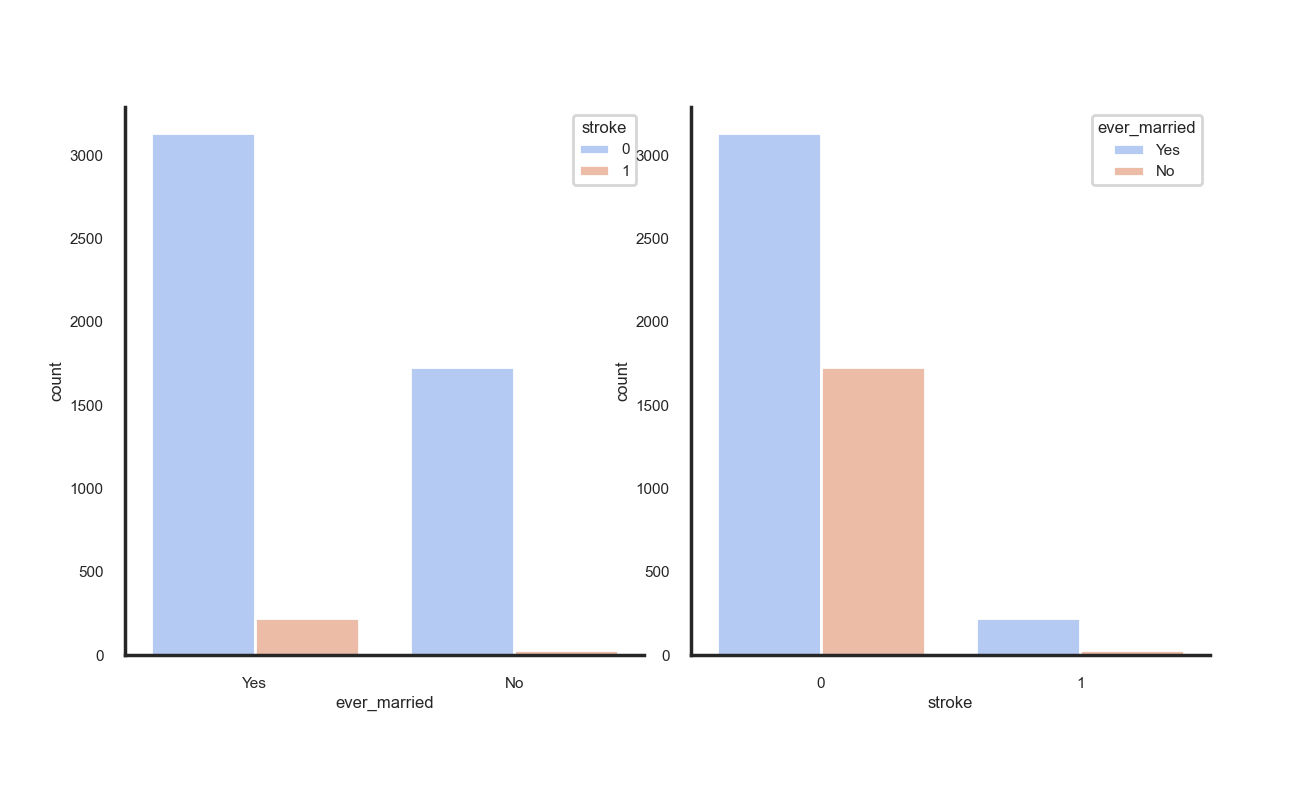 stroke
0
1
3000
2500
2000
1500
1000
500
0
count
Yes
No
ever_married
ever_married
Yes
No
3000
2500
2000
1500
1000
500
0
count
0
1
stroke